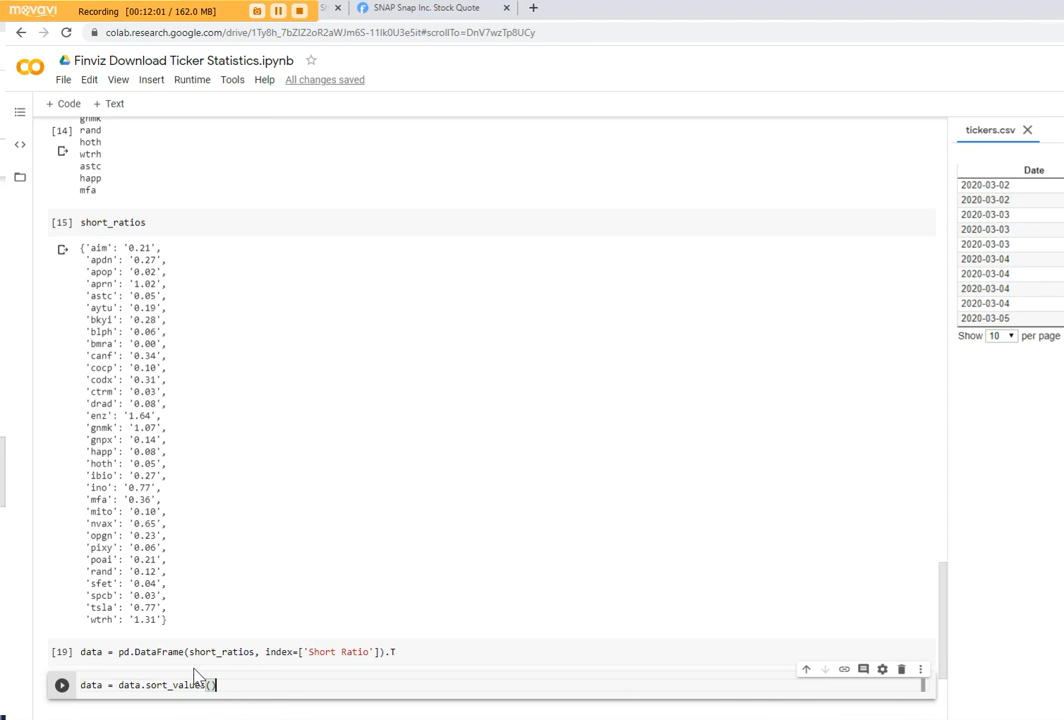 movavi Recording [ 00:12:01 / 162.0 MB ]
SNAP Snap Inc. Stock Quote
colab.research.google.com/drive/1Ty8h_7bZIZ2oR2aWJm6S-11lk0U3e5it#scrollTo=DnV7wzTp8UCy
Finviz Download Ticker Statistics.ipynb
File Edit View Insert Runtime Tools Help All changes saved
+ Code + Text
gnmk
[14] rand
hoth
wtrh
astc
happ
mfa
[15] short_ratios
{'aim': '0.21',
'apdn': '0.27',
'apop': '0.02',
'aprn': '1.02',
'astc': '0.05',
'aytu': '0.19',
'bkyi': '0.28',
'blph': '0.06',
'bmra': '0.00',
'canf': '0.34',
'cocp': '0.10',
'codx': '0.31',
'ctrm': '0.03',
'drad': '0.08',
'enz': '1.64',
'gnmk': '1.07',
'gnpx': '0.14',
'happ': '0.08',
'hoth': '0.05',
'ibio': '0.27',
'ino': '0.77',
'mfa': '0.36',
'mito': '0.10',
'nvax': '0.65',
'opgn': '0.23',
'pixy': '0.06',
'poai': '0.21',
'rand': '0.12',
'sfet': '0.04',
'spcb': '0.03',
'tsla': '0.77',
'wtrh': '1.31'}
[19] data = pd.DataFrame(short_ratios, index=['Short Ratio']).T
data = data.sort_values()
tickers.csv
Date
2020-03-02
2020-03-02
2020-03-03
2020-03-03
2020-03-03
2020-03-04
2020-03-04
2020-03-04
2020-03-04
2020-03-05
Show 10 per page